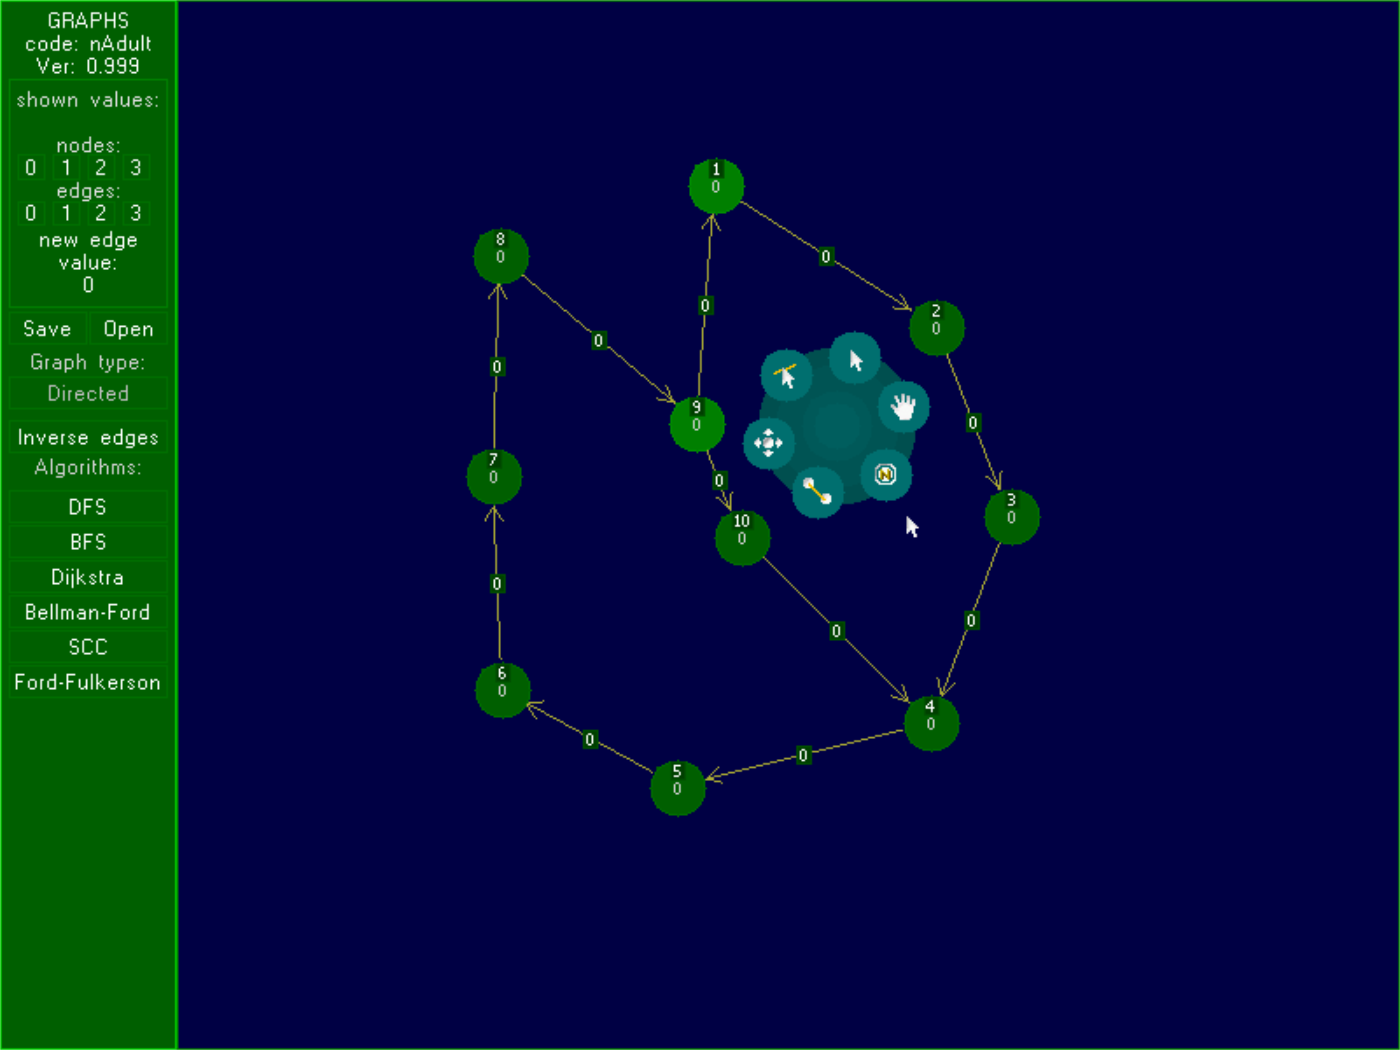 GRAPHS
code: nAdult
Ver: 0.999
shown values:
nodes:
0 1 2 3
edges:
0 1 2 3
new edge
value:
0
Save Open
Graph type:
Directed
Inverse edges
Algorithms:
DFS
BFS
Dijkstra
Bellman-Ford
SCC
Ford-Fulkerson
1
0
8
0
0
0
2
0
0
0
9
0
0
0
7
0
0
N
3
0
10
0
0
0
0
6
0
4
0
0
0
5
0